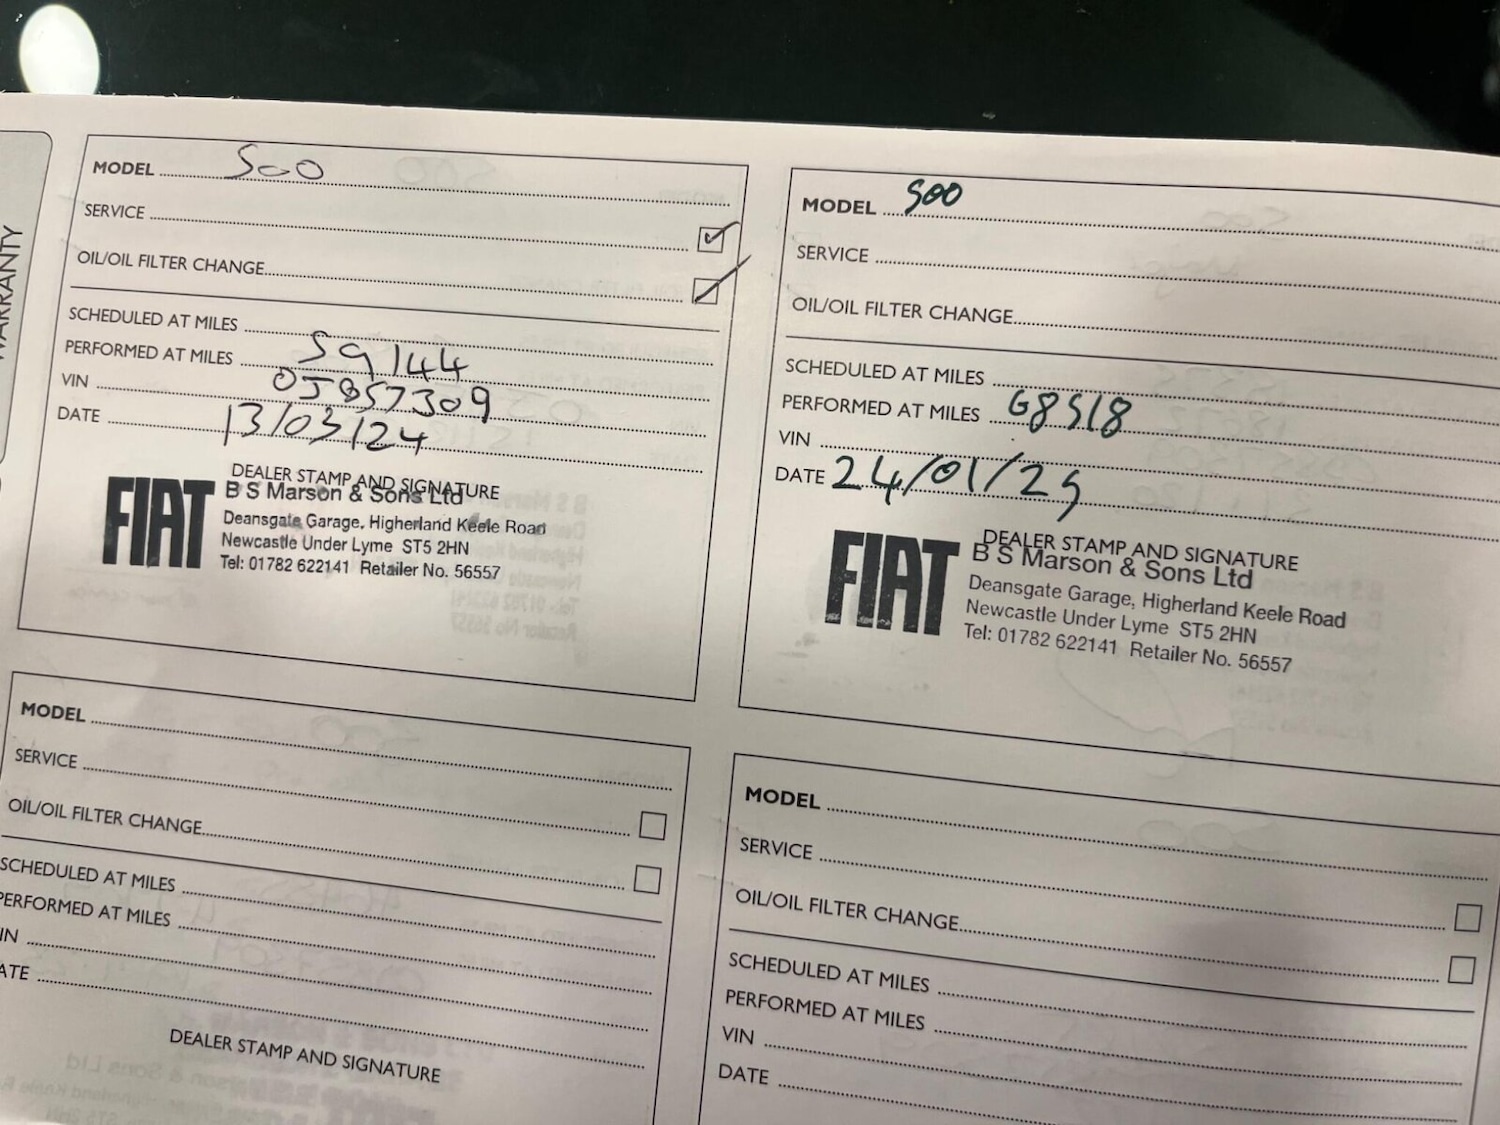 WARRANTY
MODEL 500
SERVICE
OIL/OIL FILTER CHANGE
SCHEDULED AT MILES
PERFORMED AT MILES 59144
VIN 05857309
DATE 13/03/24
DEALER STAMP AND SIGNATURE
FIAT
B S Marson & Sons Ltd
Deansgate Garage, Higherland Keele Road
Newcastle Under Lyme ST5 2HN
Tel: 01782 622141 Retailer No. 56557
MODEL 500
SERVICE
OIL/OIL FILTER CHANGE
SCHEDULED AT MILES
PERFORMED AT MILES 68518
VIN
DATE 24/01/25
DEALER STAMP AND SIGNATURE
FIAT
B S Marson & Sons Ltd
Deansgate Garage, Higherland Keele Road
Newcastle Under Lyme ST5 2HN
Tel: 01782 622141 Retailer No. 56557
MODEL
SERVICE
OIL/OIL FILTER CHANGE
SCHEDULED AT MILES
PERFORMED AT MILES
IN
ATE
DEALER STAMP AND SIGNATURE
MODEL
SERVICE
OIL/OIL FILTER CHANGE
SCHEDULED AT MILES
PERFORMED AT MILES
VIN
DATE